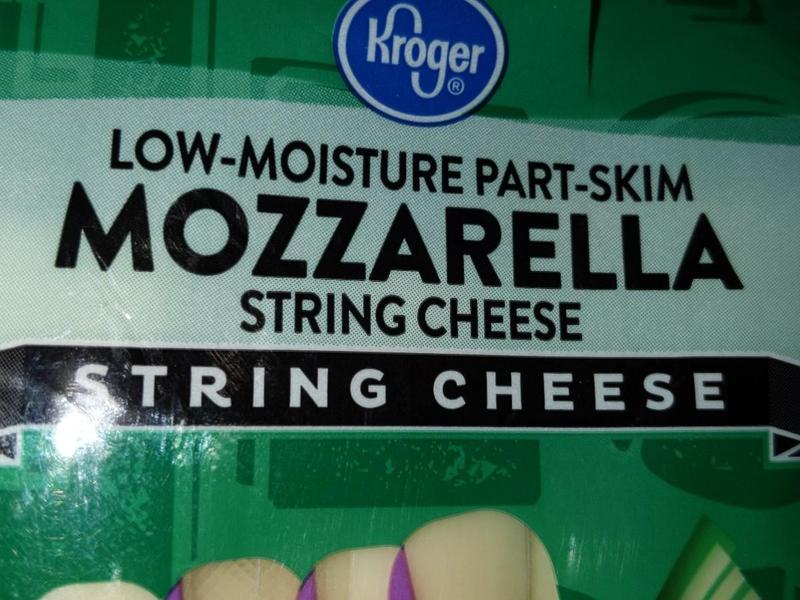 Kroger®
LOW-MOISTURE PART-SKIM
MOZZARELLA
STRING CHEESE
STRING CHEESE